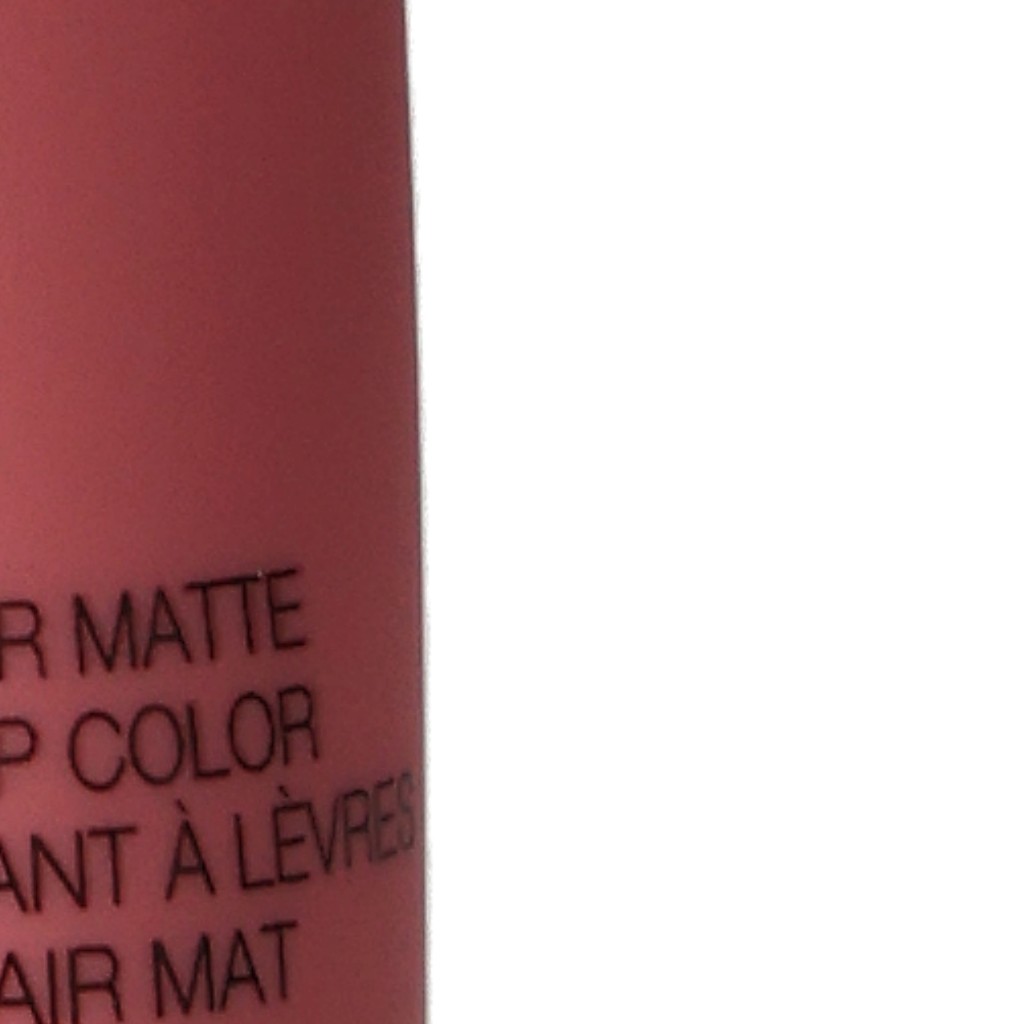 R MATTE
P COLOR
ANT À LÈVRES
AIR MAT